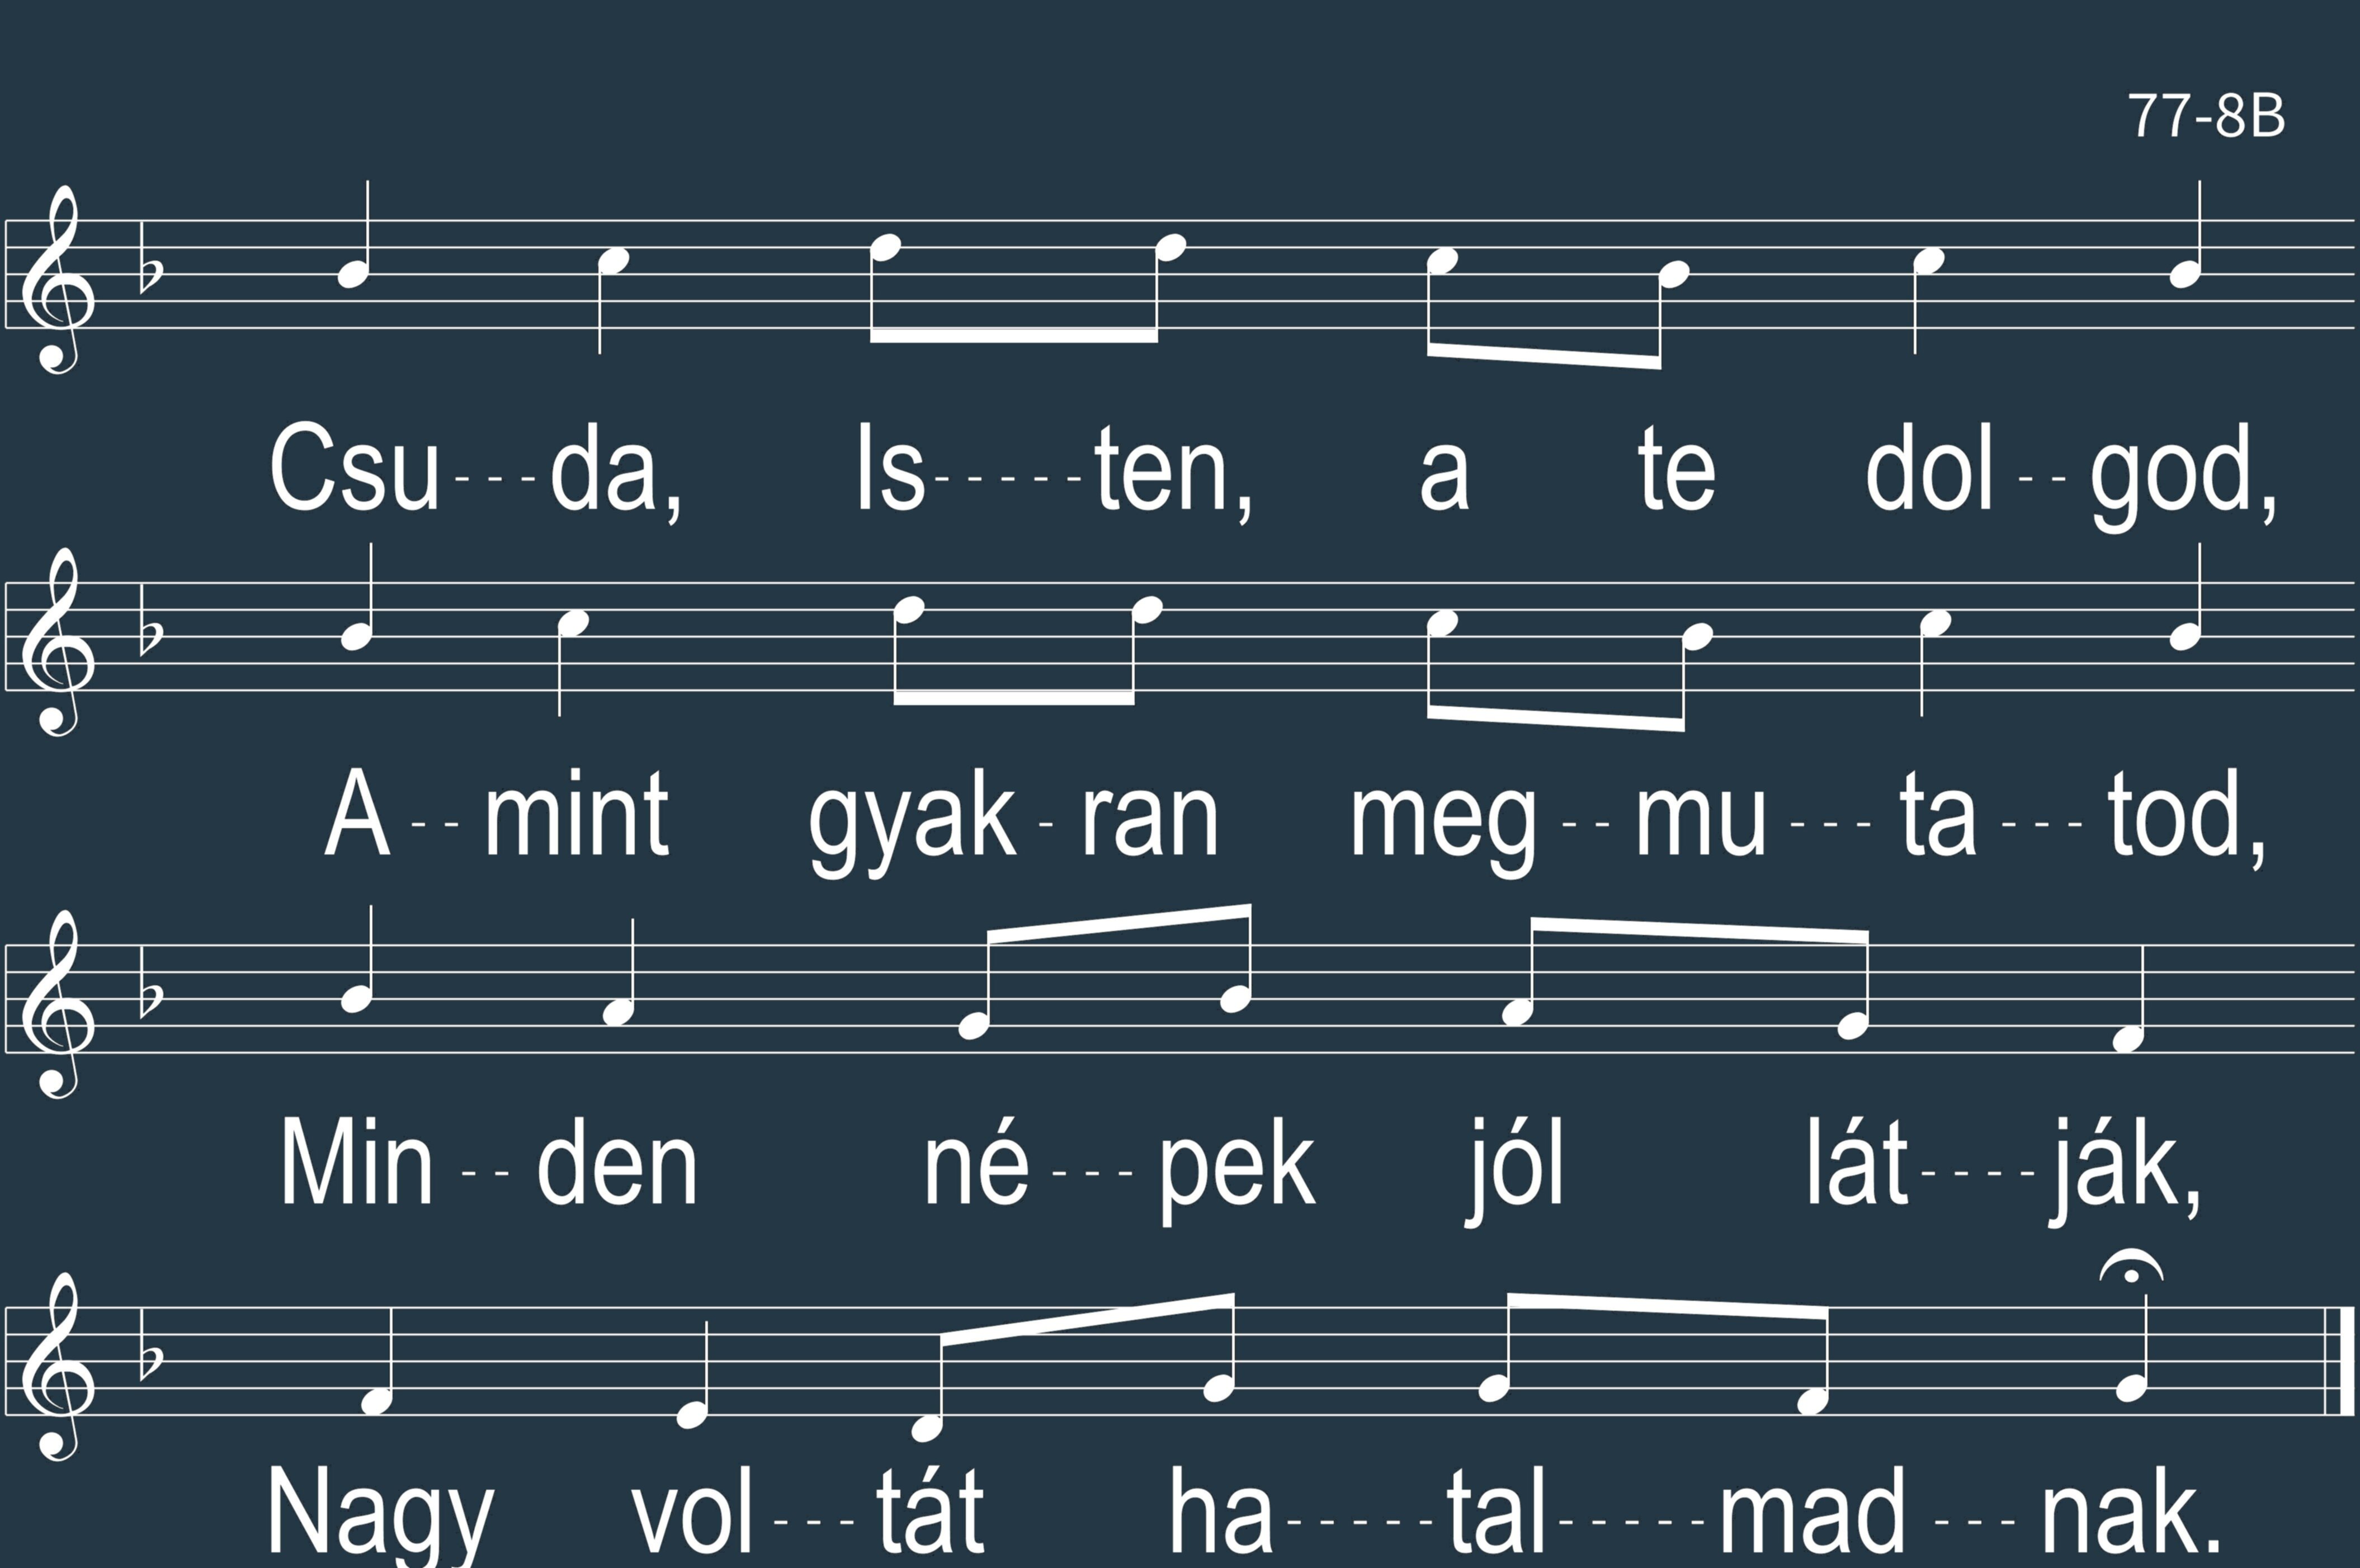 77-8B
Csu---da, Is-----ten, a te dol--god,
A--mint gyak-ran meg--mu---ta---tod,
Min--den né---pek jól lát----ják,
Nagy vol---tát ha-----tal-----mad---nak.